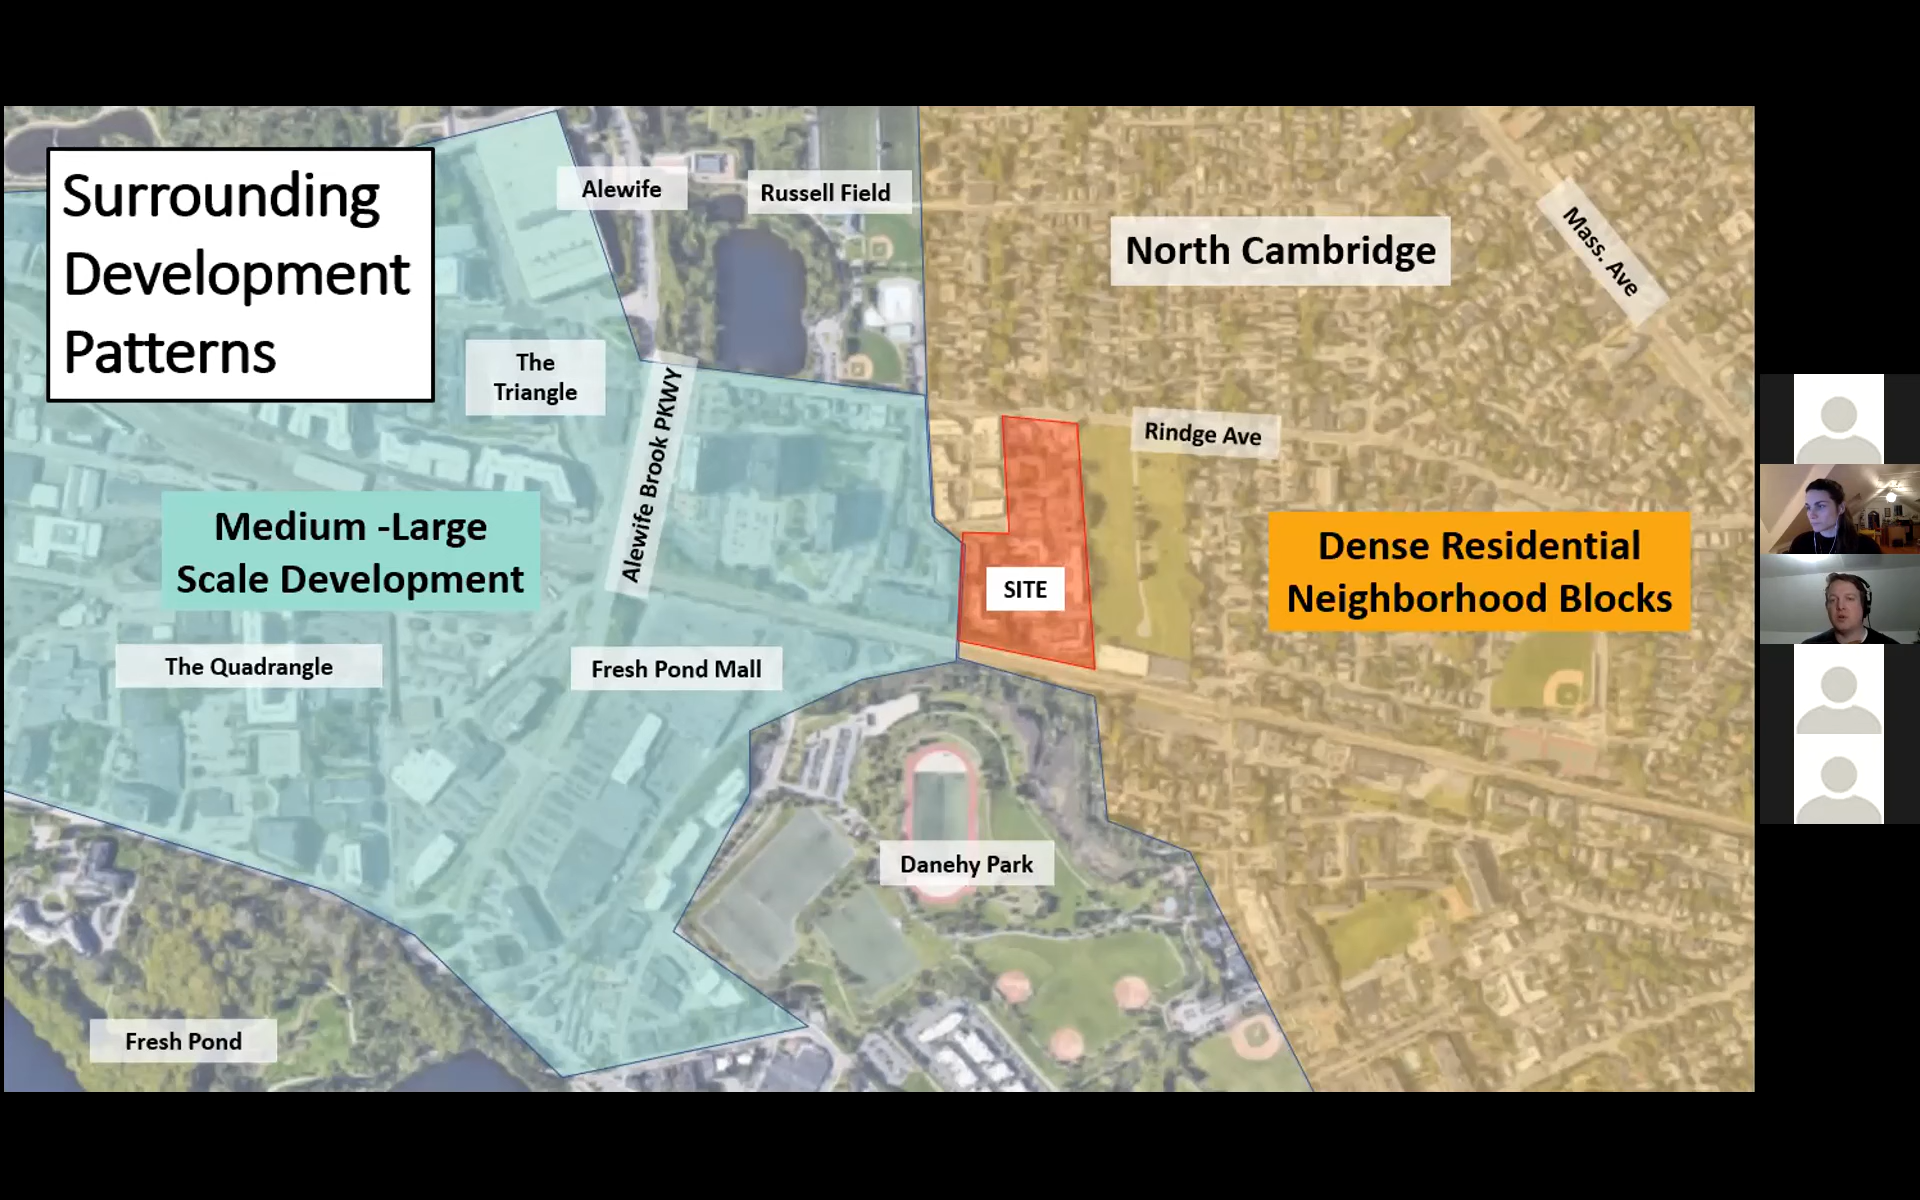 Surrounding
Development
Patterns
Alewife
Russell Field
North Cambridge
Mass. Ave
The
Triangle
Alewife Brook PKWY
Rindge Ave
Medium -Large
Scale Development
SITE
Dense Residential
Neighborhood Blocks
The Quadrangle
Fresh Pond Mall
Danehy Park
Fresh Pond